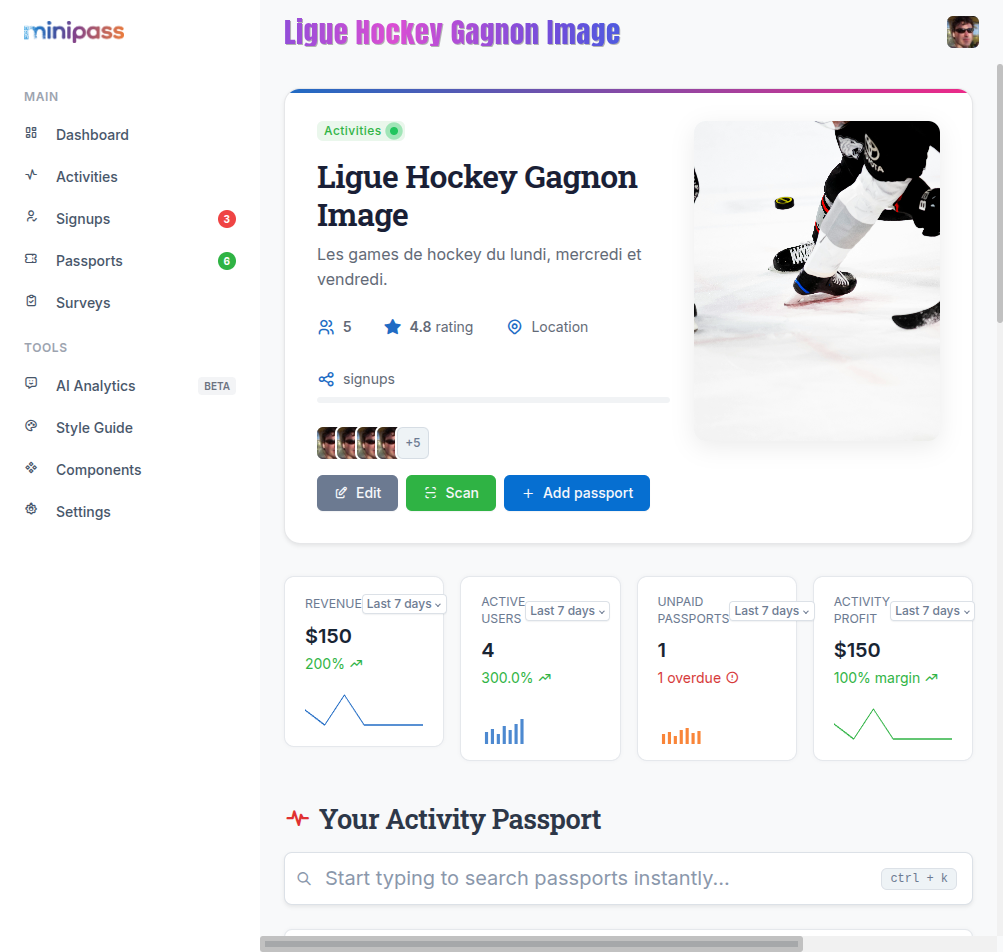 minipass
Ligue Hockey Gagnon Image
MAIN
Dashboard
Activities
Signups 3
Passports 6
Surveys
TOOLS
AI Analytics BETA
Style Guide
Components
Settings
Activities
Ligue Hockey Gagnon
Image
Les games de hockey du lundi, mercredi et
vendredi.
5 4.8 rating Location
signups
+5
Edit Scan + Add passport
REVENUE Last 7 days
$150
200%
ACTIVE
USERS Last 7 days
4
300.0%
UNPAID
PASSPORTS Last 7 days
1
1 overdue
ACTIVITY
PROFIT Last 7 days
$150
100% margin
Your Activity Passport
Start typing to search passports instantly... ctrl + k